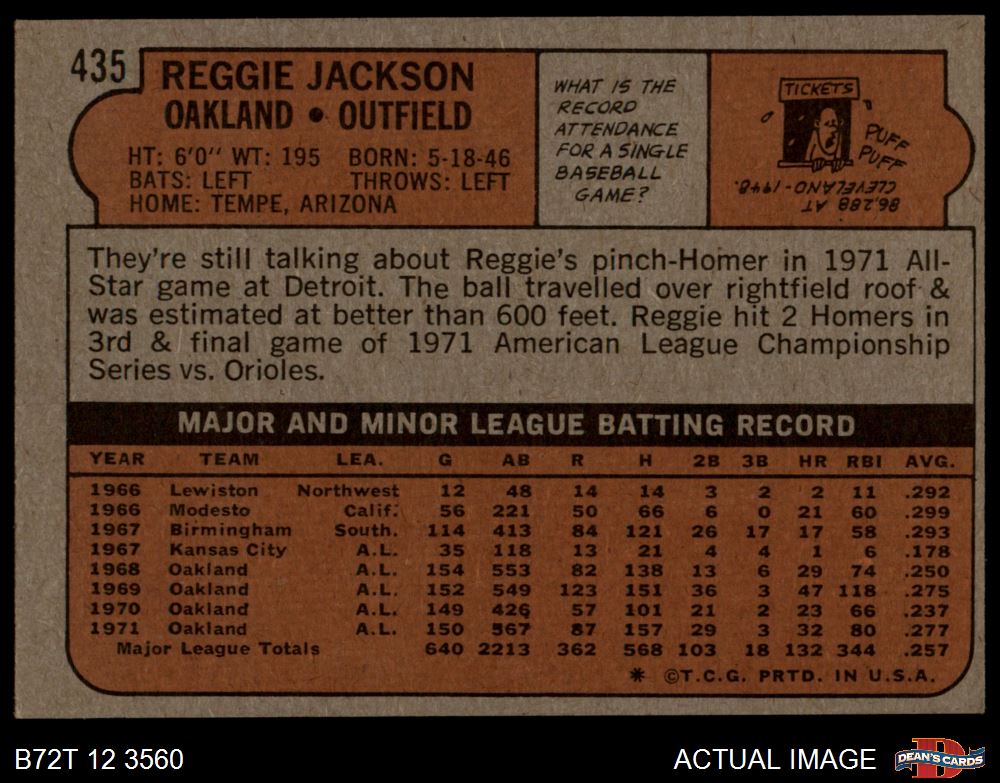 435
REGGIE JACKSON
OAKLAND • OUTFIELD
HT: 6'0" WT: 195 BORN: 5-18-46
BATS: LEFT THROWS: LEFT
HOME: TEMPE, ARIZONA
WHAT IS THE
RECORD
ATTENDANCE
FOR A SINGLE
BASEBALL
GAME?
TICKETS
PUFF
PUFF
86,288 AT
CLEVELAND-1948.
They're still talking about Reggie's pinch-Homer in 1971 All-
Star game at Detroit. The ball travelled over rightfield roof &
was estimated at better than 600 feet. Reggie hit 2 Homers in
3rd & final game of 1971 American League Championship
Series vs. Orioles.
MAJOR AND MINOR LEAGUE BATTING RECORD
YEAR TEAM LEA. G AB R H 2B 3B HR RBI AVG.
1966 Lewiston Northwest 12 48 14 14 3 2 2 11 .292
1966 Modesto Calif. 56 221 50 66 6 0 21 60 .299
1967 Birmingham South. 114 413 84 121 26 17 17 58 .293
1967 Kansas City A.L. 35 118 13 21 4 4 1 6 .178
1968 Oakland A.L. 154 553 82 138 13 6 29 74 .250
1969 Oakland A.L. 152 549 123 151 36 3 47 118 .275
1970 Oakland A.L. 149 426 57 101 21 2 23 66 .237
1971 Oakland A.L. 150 567 87 157 29 3 32 80 .277
Major League Totals 640 2213 362 568 103 18 132 344 .257
* ©T.C.G. PRTD. IN U.S.A.
B72T 12 3560
ACTUAL IMAGE
D
DEAN'S CARDS